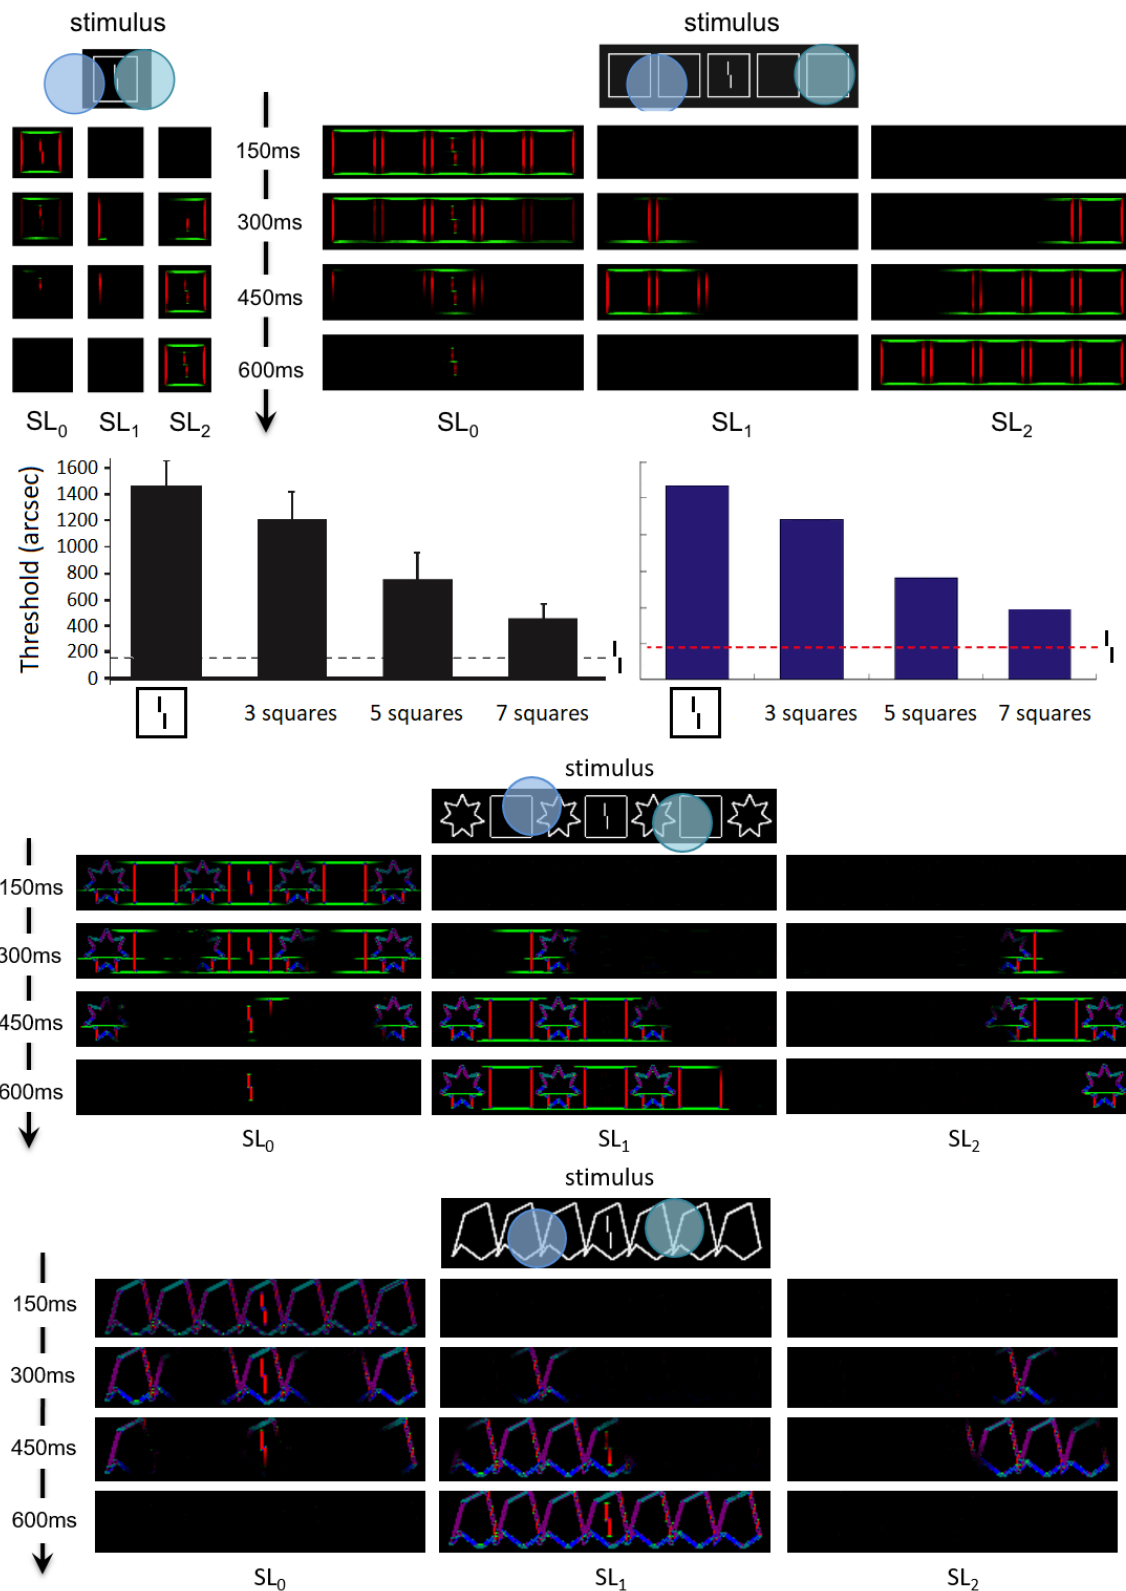 stimulus
stimulus
150ms
300ms
450ms
600ms
SL0 SL1 SL2
SL0
SL1
SL2
Threshold (arcsec)
1600
1400
1200
1000
800
600
400
200
0
3 squares 5 squares 7 squares
3 squares 5 squares 7 squares
stimulus
150ms
300ms
450ms
600ms
SL0
SL1
SL2
stimulus
150ms
300ms
450ms
600ms
SL0
SL1
SL2